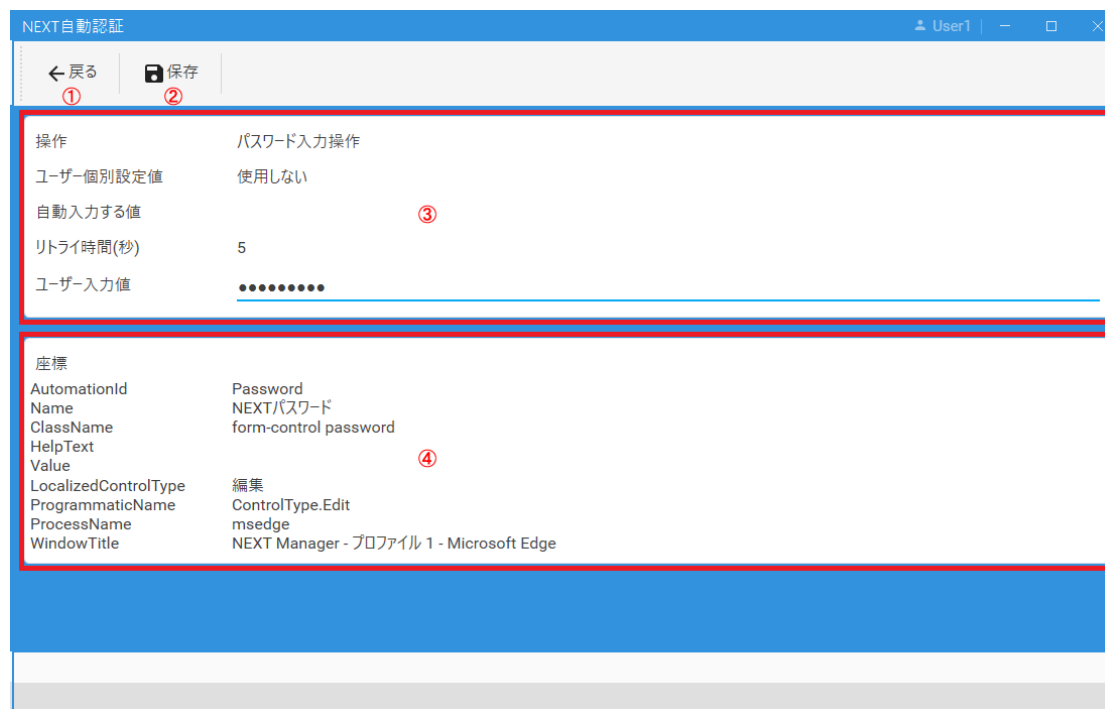 NEXT自動認証 User1
戻る 保存
① ②
操作 パスワード入力操作
ユーザー個別設定値 使用しない
自動入力する値
③
リトライ時間(秒) 5
ユーザー入力値 ●●●●●●●●●
座標
AutomationId Password
Name NEXTパスワード
ClassName form-control password
HelpText
④
Value
LocalizedControlType 編集
ProgrammaticName ControlType.Edit
ProcessName msedge
WindowTitle NEXT Manager - プロファイル 1 - Microsoft Edge